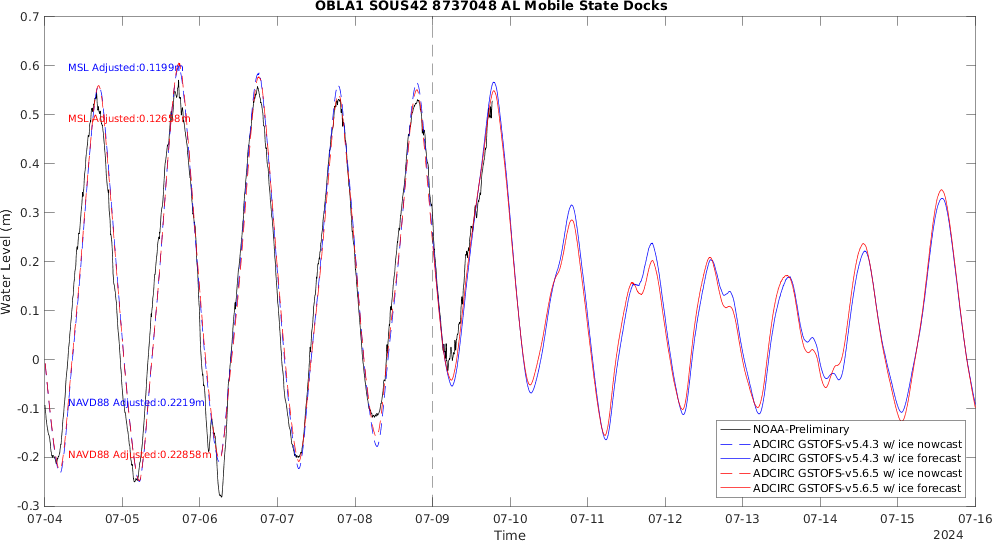 OBLA1 SOUS42 8737048 AL Mobile State Docks
0.7
0.6
0.5
0.4
0.3
0.2
0.1
0
-0.1
-0.2
-0.3
Water Level (m)
MSL Adjusted:0.1199m
MSL Adjusted:0.12658m
NAVD88 Adjusted:0.2219m
NAVD88 Adjusted:0.22858m
NOAA-Preliminary
ADCIRC GSTOFS-v5.4.3 w/ ice nowcast
ADCIRC GSTOFS-v5.4.3 w/ ice forecast
ADCIRC GSTOFS-v5.6.5 w/ ice nowcast
ADCIRC GSTOFS-v5.6.5 w/ ice forecast
07-04 07-05 07-06 07-07 07-08 07-09 07-10 07-11 07-12 07-13 07-14 07-15 07-16
Time
2024